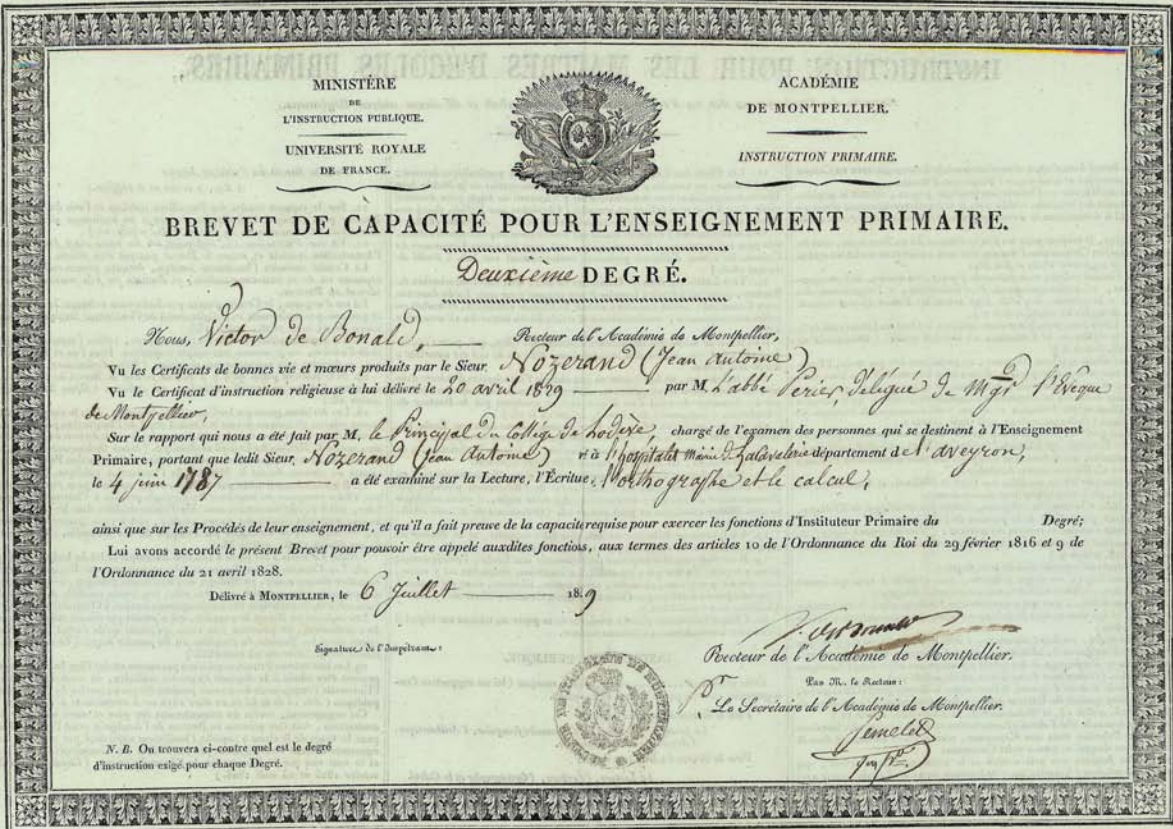 MINISTÈRE
DE
L'INSTRUCTION PUBLIQUE.
UNIVERSITÉ ROYALE
DE FRANCE.
ACADÉMIE
DE MONTPELLIER.
INSTRUCTION PRIMAIRE.
BREVET DE CAPACITÉ POUR L'ENSEIGNEMENT PRIMAIRE.
Deuxième DEGRÉ.
Nous, Victor de Bonald, Recteur de l'Académie de Montpellier,
Vu les Certificats de bonnes vie et mœurs produits par le Sieur Nozerand (Jean Antoine)
Vu le Certificat d'instruction religieuse à lui délivré le 20 avril 1829 par M. L'abbé Perier, délégué de Mgr l'Evêque
de Montpellier,
Sur le rapport qui nous a été fait par M. le Principal du Collége de Lodève, chargé de l'examen des personnes qui se destinent à l'Enseignement
Primaire, portant que ledit Sieur Nozerand (Jean Antoine) né à l'hospitalet département de l'aveyron,
le 4 juin 1787 a été examiné sur la Lecture, l'Écriture, l'orthographe et le calcul,
ainsi que sur les Procédés de leur enseignement, et qu'il a fait preuve de la capacité requise pour exercer les fonctions d'Instituteur Primaire du Degré;
Lui avons accordé le présent Brevet pour pouvoir être appelé auxdites fonctions, aux termes des articles 10 de l'Ordonnance du Roi du 29 février 1816 et 9 de
l'Ordonnance du 21 avril 1828.
Délivré à MONTPELLIER, le 6 Juillet 1829
Signature de l'Impétrant:
Recteur de l'Académie de Montpellier.
Par M. le Recteur:
Pr Le Secrétaire de l'Académie de Montpellier.
N. B. On trouvera ci-contre quel est le degré
d'instruction exigé pour chaque Degré.